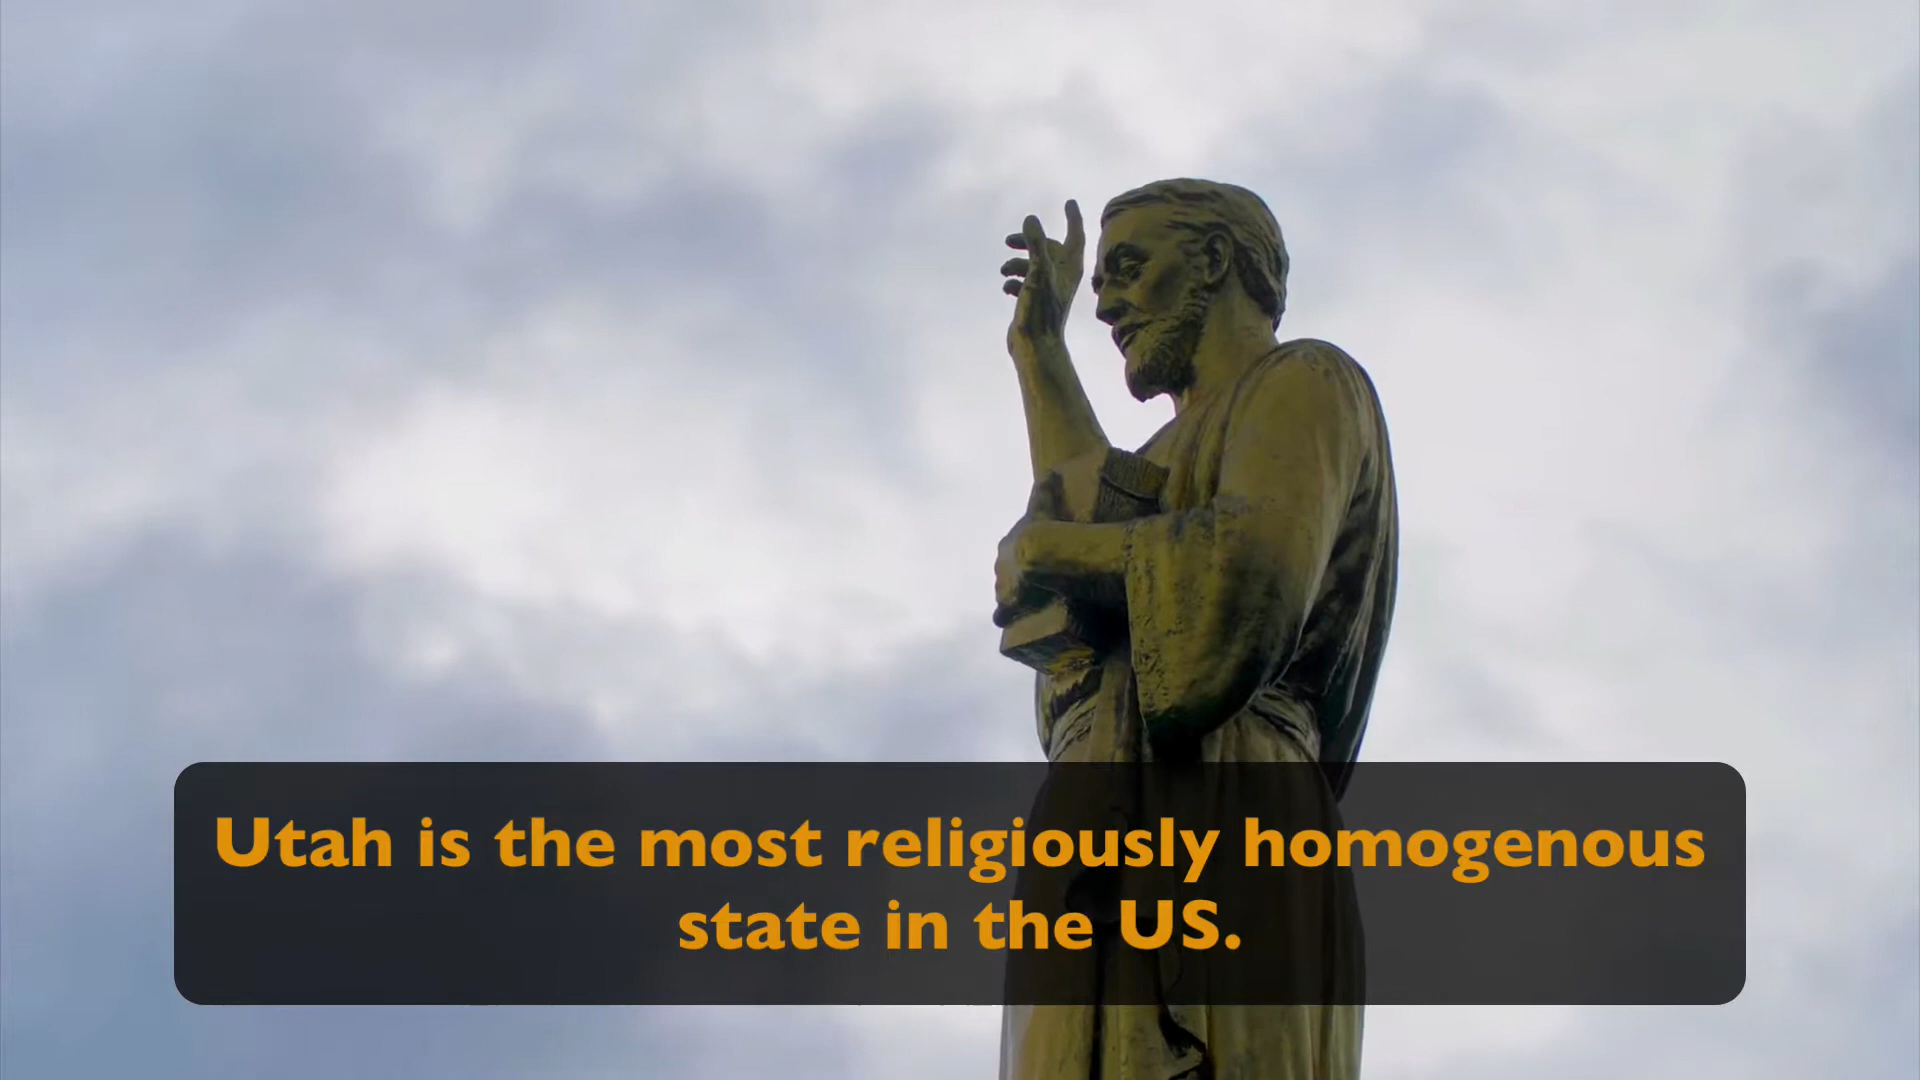 Utah is the most religiously homogenous
state in the US.